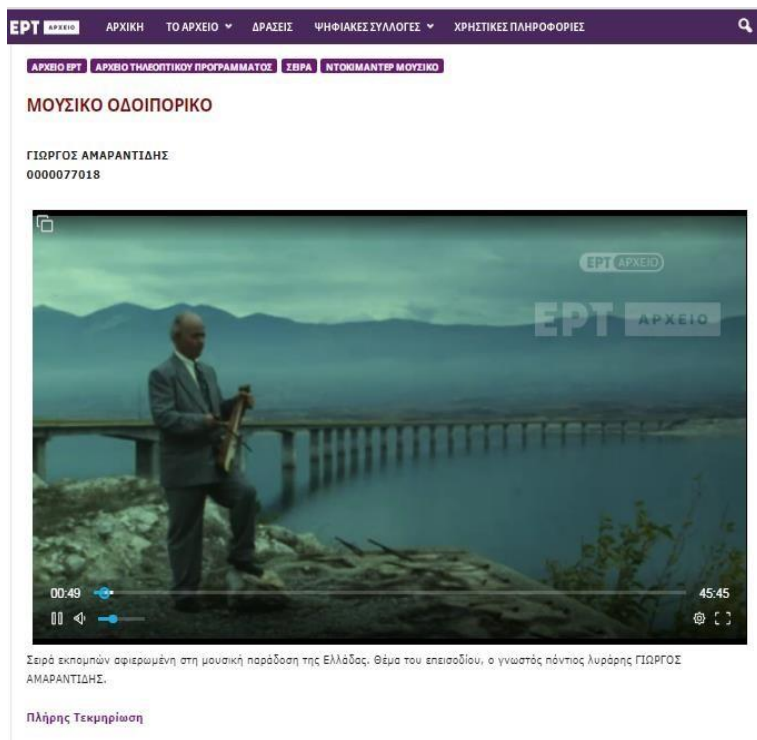 ΕΡΤ ΑΡΧΕΙΟ ΑΡΧΙΚΗ ΤΟ ΑΡΧΕΙΟ ΔΡΑΣΕΙΣ ΨΗΦΙΑΚΕΣ ΣΥΛΛΟΓΕΣ ΧΡΗΣΤΙΚΕΣ ΠΛΗΡΟΦΟΡΙΕΣ
ΑΡΧΕΙΟ ΕΡΤ ΑΡΧΕΙΟ ΤΗΛΕΟΠΤΙΚΟΥ ΠΡΟΓΡΑΜΜΑΤΟΣ ΣΕΙΡΑ ΝΤΟΚΙΜΑΝΤΕΡ ΜΟΥΣΙΚΟ
ΜΟΥΣΙΚΟ ΟΔΟΙΠΟΡΙΚΟ
ΓΙΩΡΓΟΣ ΑΜΑΡΑΝΤΙΔΗΣ
0000077018
ΕΡΤ ΑΡΧΕΙΟ
ΕΡΤ ΑΡΧΕΙΟ
00:49 45:45
Σειρά εκπομπών αφιερωμένη στη μουσική παράδοση της Ελλάδας. Θέμα του επεισοδίου, ο γνωστός πόντιος λυράρης ΓΙΩΡΓΟΣ
ΑΜΑΡΑΝΤΙΔΗΣ.
Πλήρης Τεκμηρίωση